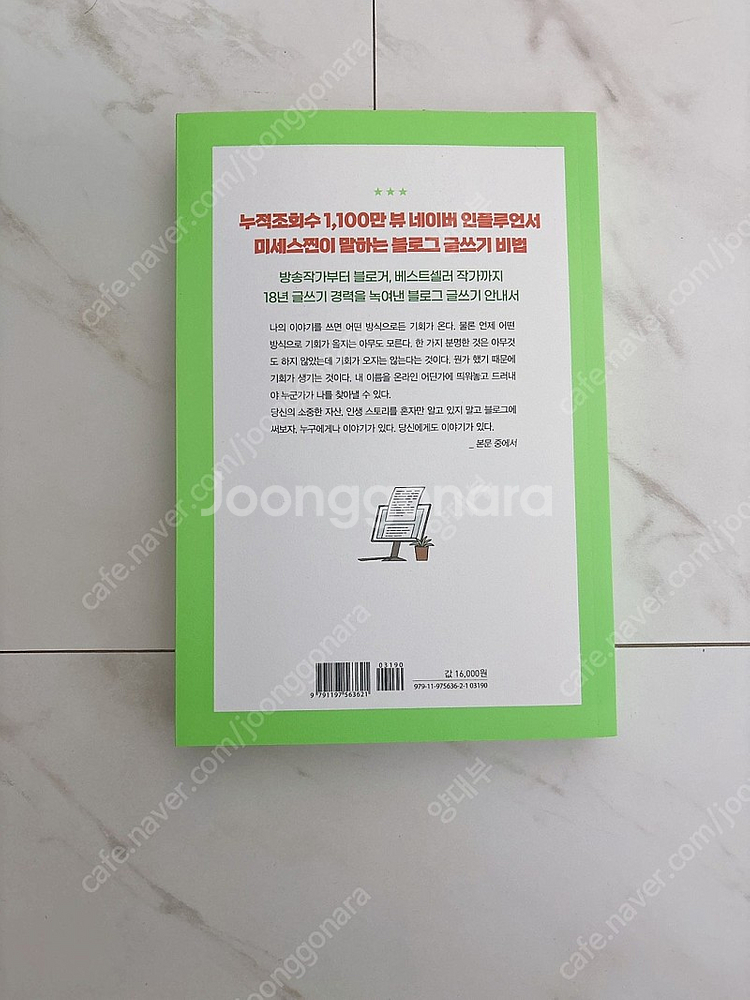 ★★★
누적조회수 1,100만 뷰 네이버 인플루언서
미세스찐이 말하는 블로그 글쓰기 비법
방송작가부터 블로거, 베스트셀러 작가까지
18년 글쓰기 경력을 녹여낸 블로그 글쓰기 안내서
나의 이야기를 쓰면 어떤 방식으로든 기회가 온다. 물론 언제 어떤
방식으로 기회가 올지는 아무도 모른다. 한 가지 분명한 것은 아무것
도 하지 않았는데 기회가 오지는 않는다는 것이다. 뭔가 했기 때문에
기회가 생기는 것이다. 내 이름을 온라인 어딘가에 띄워놓고 드러내
야 누군가가 나를 찾아낼 수 있다.
당신의 소중한 자산, 인생 스토리를 혼자만 알고 있지 말고 블로그에
써보자. 누구에게나 이야기가 있다. 당신에게도 이야기가 있다.
_ 본문 중에서
Joonggonara
03190
값 16,000원
9 791197 563621
979-11-975636-2-1 03190
cafe.naver.com/joonggonara
양대부